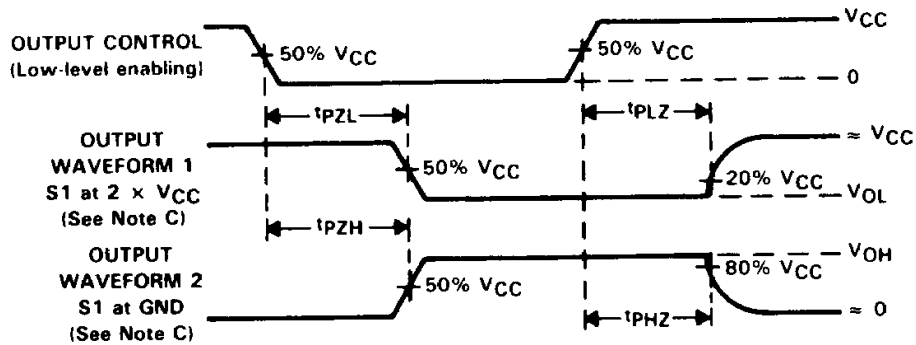 VCC
OUTPUT CONTROL
(Low-level enabling)
50% VCC
50% VCC
0
tPZL
tPLZ
≈ VCC
OUTPUT
WAVEFORM 1
S1 at 2 × VCC
(See Note C)
50% VCC
20% VCC
VOL
tPZH
VOH
OUTPUT
WAVEFORM 2
S1 at GND
(See Note C)
50% VCC
80% VCC
≈ 0
tPHZ